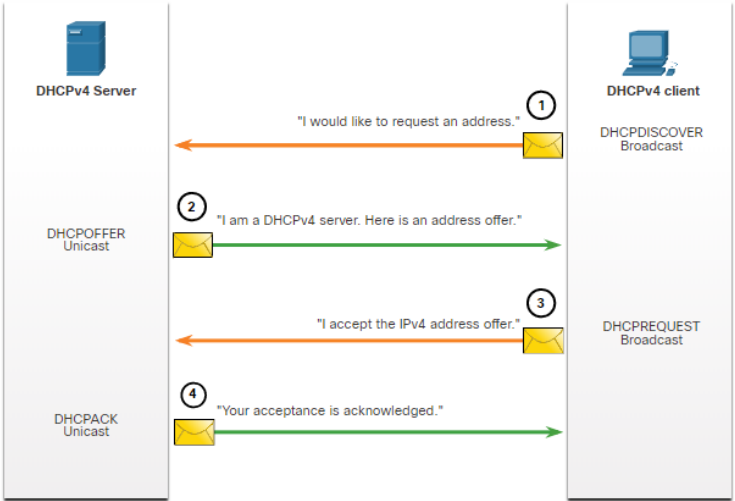 DHCPv4 Server
DHCPv4 client
1
"I would like to request an address."
DHCPDISCOVER
Broadcast
2
"I am a DHCPv4 server. Here is an address offer."
DHCPOFFER
Unicast
3
"I accept the IPv4 address offer."
DHCPREQUEST
Broadcast
4
"Your acceptance is acknowledged."
DHCPACK
Unicast